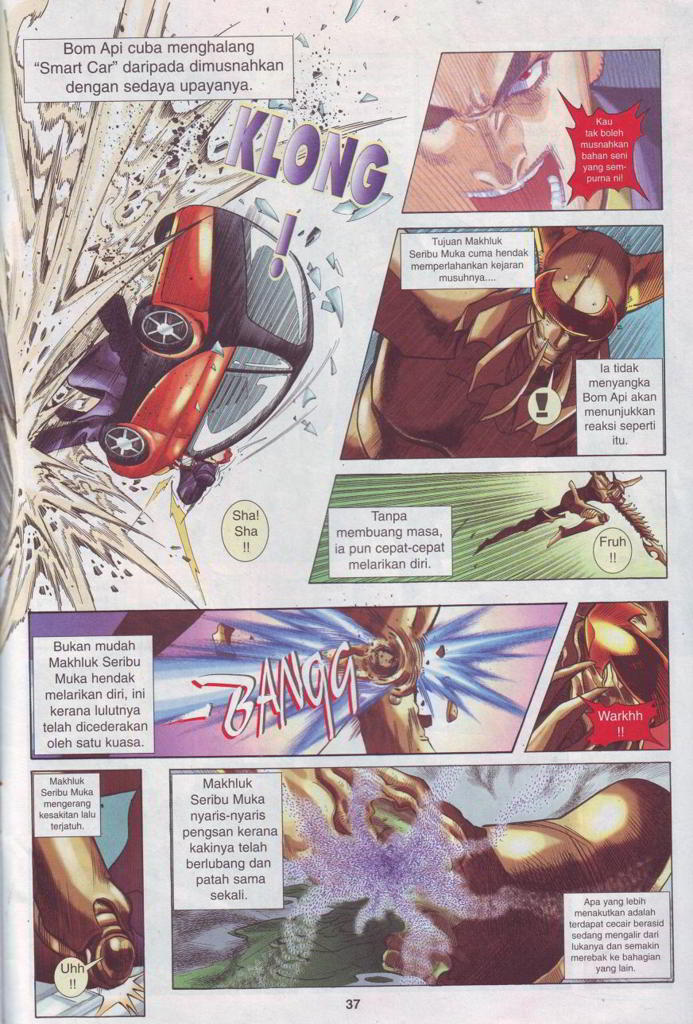 Bom Api cuba menghalang
“Smart Car” daripada dimusnahkan
dengan sedaya upayanya.
KLONG
!
Kau
tak boleh
musnahkan
bahan seni
yang sem-
purna ni!
Tujuan Makhluk
Seribu Muka cuma hendak
memperlahankan kejaran
musuhnya....
!
Ia tidak
menyangka
Bom Api akan
menunjukkan
reaksi seperti
itu.
Sha!
Sha
!!
Tanpa
membuang masa,
ia pun cepat-cepat
melarikan diri.
Fruh
!!
Bukan mudah
Makhluk Seribu
Muka hendak
melarikan diri, ini
kerana lulutnya
telah dicederakan
oleh satu kuasa.
BANGG
Warkhh
!!
Makhluk
Seribu Muka
mengerang
kesakitan lalu
terjatuh.
Uhh
!!
Makhluk
Seribu Muka
nyaris-nyaris
pengsan kerana
kakinya telah
berlubang dan
patah sama
sekali.
Apa yang lebih
menakutkan adalah
terdapat cecair berasid
sedang mengalir dari
lukanya dan semakin
merebak ke bahagian
yang lain.
37